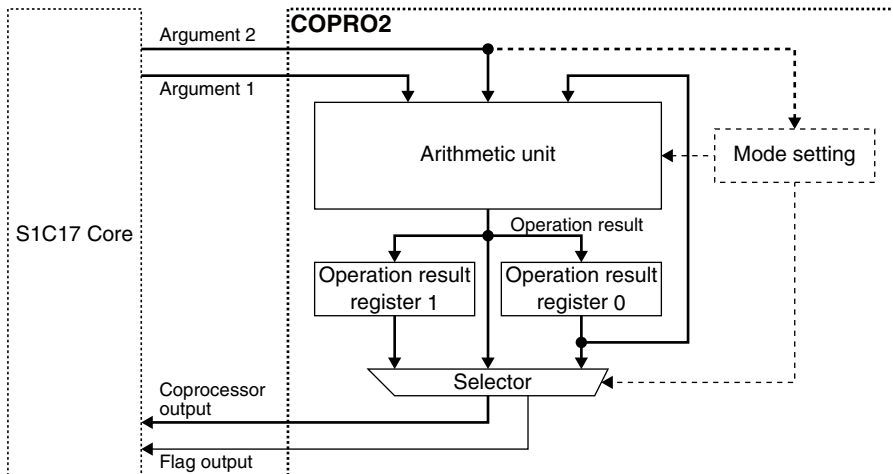 COPRO2
Argument 2
Argument 1
Arithmetic unit
Mode setting
S1C17 Core
Operation result
Operation result
register 1
Operation result
register 0
Selector
Coprocessor
output
Flag output